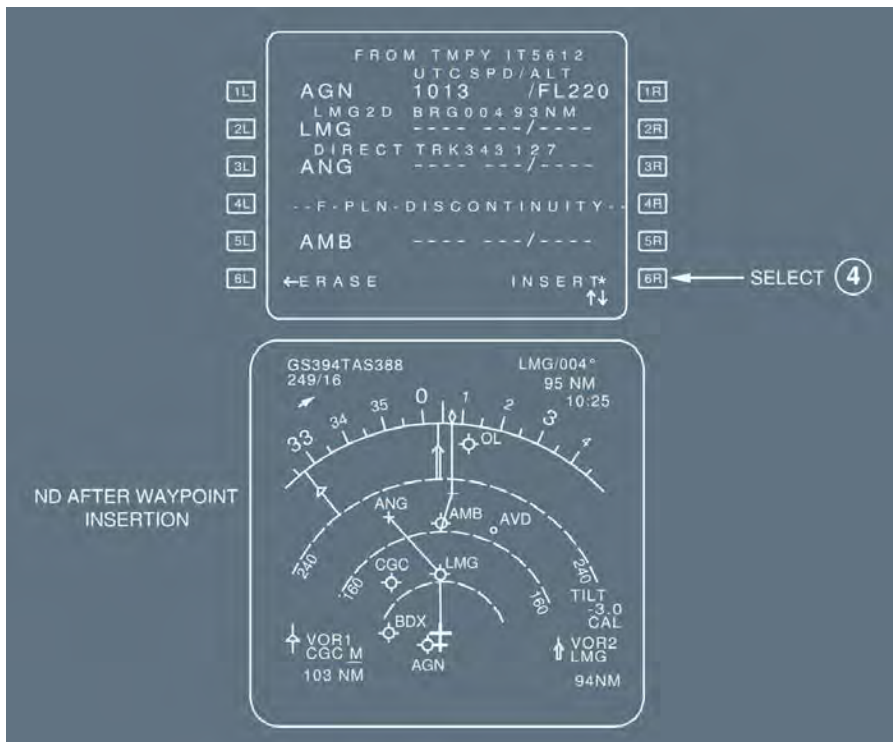 FROM TMPY IT5612
UTC SPD/ALT
1L AGN 1013 /FL220 1R
LMG2D BRG004 93NM
2L LMG ---- ---/---- 2R
DIRECT TRK343 127
3L ANG ---- ---/---- 3R
4L --F-PLN-DISCONTINUITY-- 4R
5L AMB ---- ---/---- 5R
6L ←ERASE INSERT* 6R
↑↓
SELECT 4
GS394TAS388
249/16
LMG/004°
95 NM
10:25
33 34 35 0 1 2 3 4
OL
ND AFTER WAYPOINT
INSERTION
ANG
AMB
AVD
240
240
CGC
LMG
160
160
TILT
-3.0
CAL
BDX
AGN
VOR1
CGC M
103 NM
VOR2
LMG
94NM